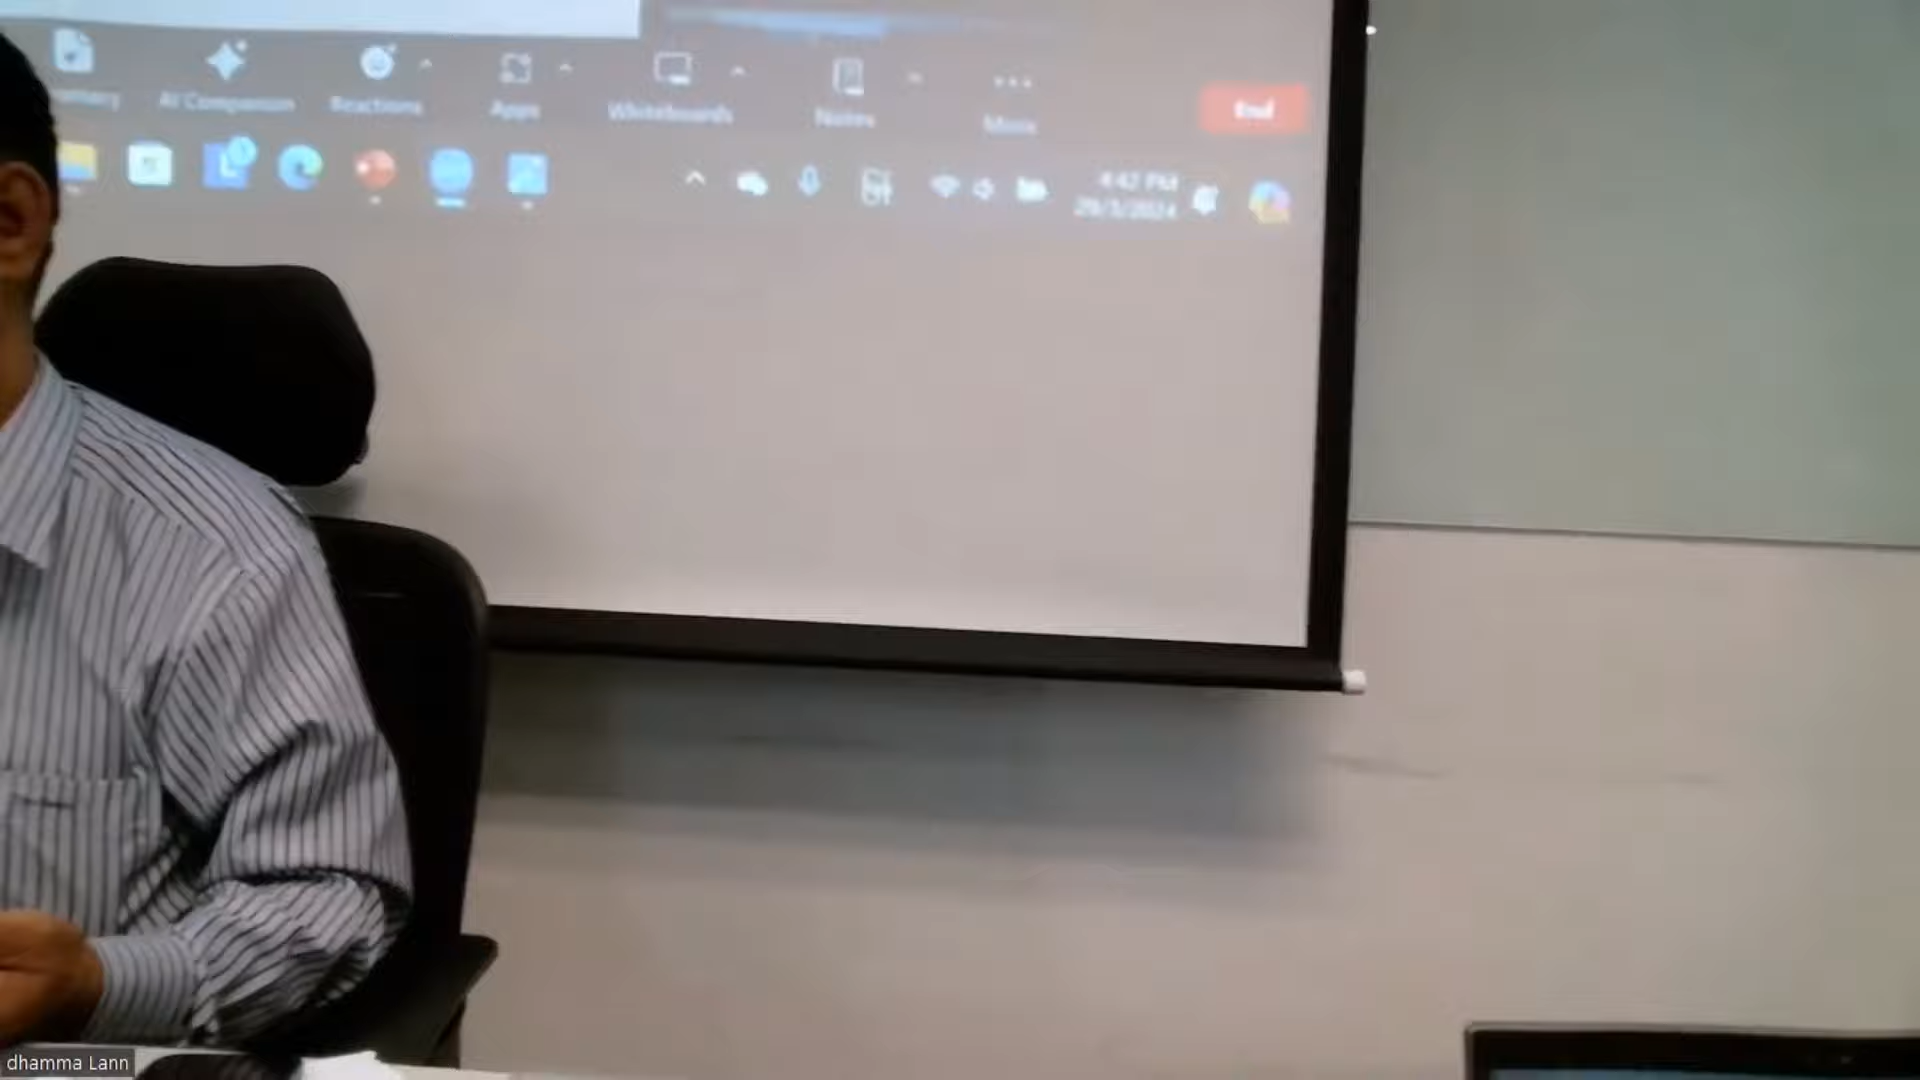 AI Companion
Reactions
Apps
Whiteboards
Notes
More
End
4:42 PM
dhamma Lann